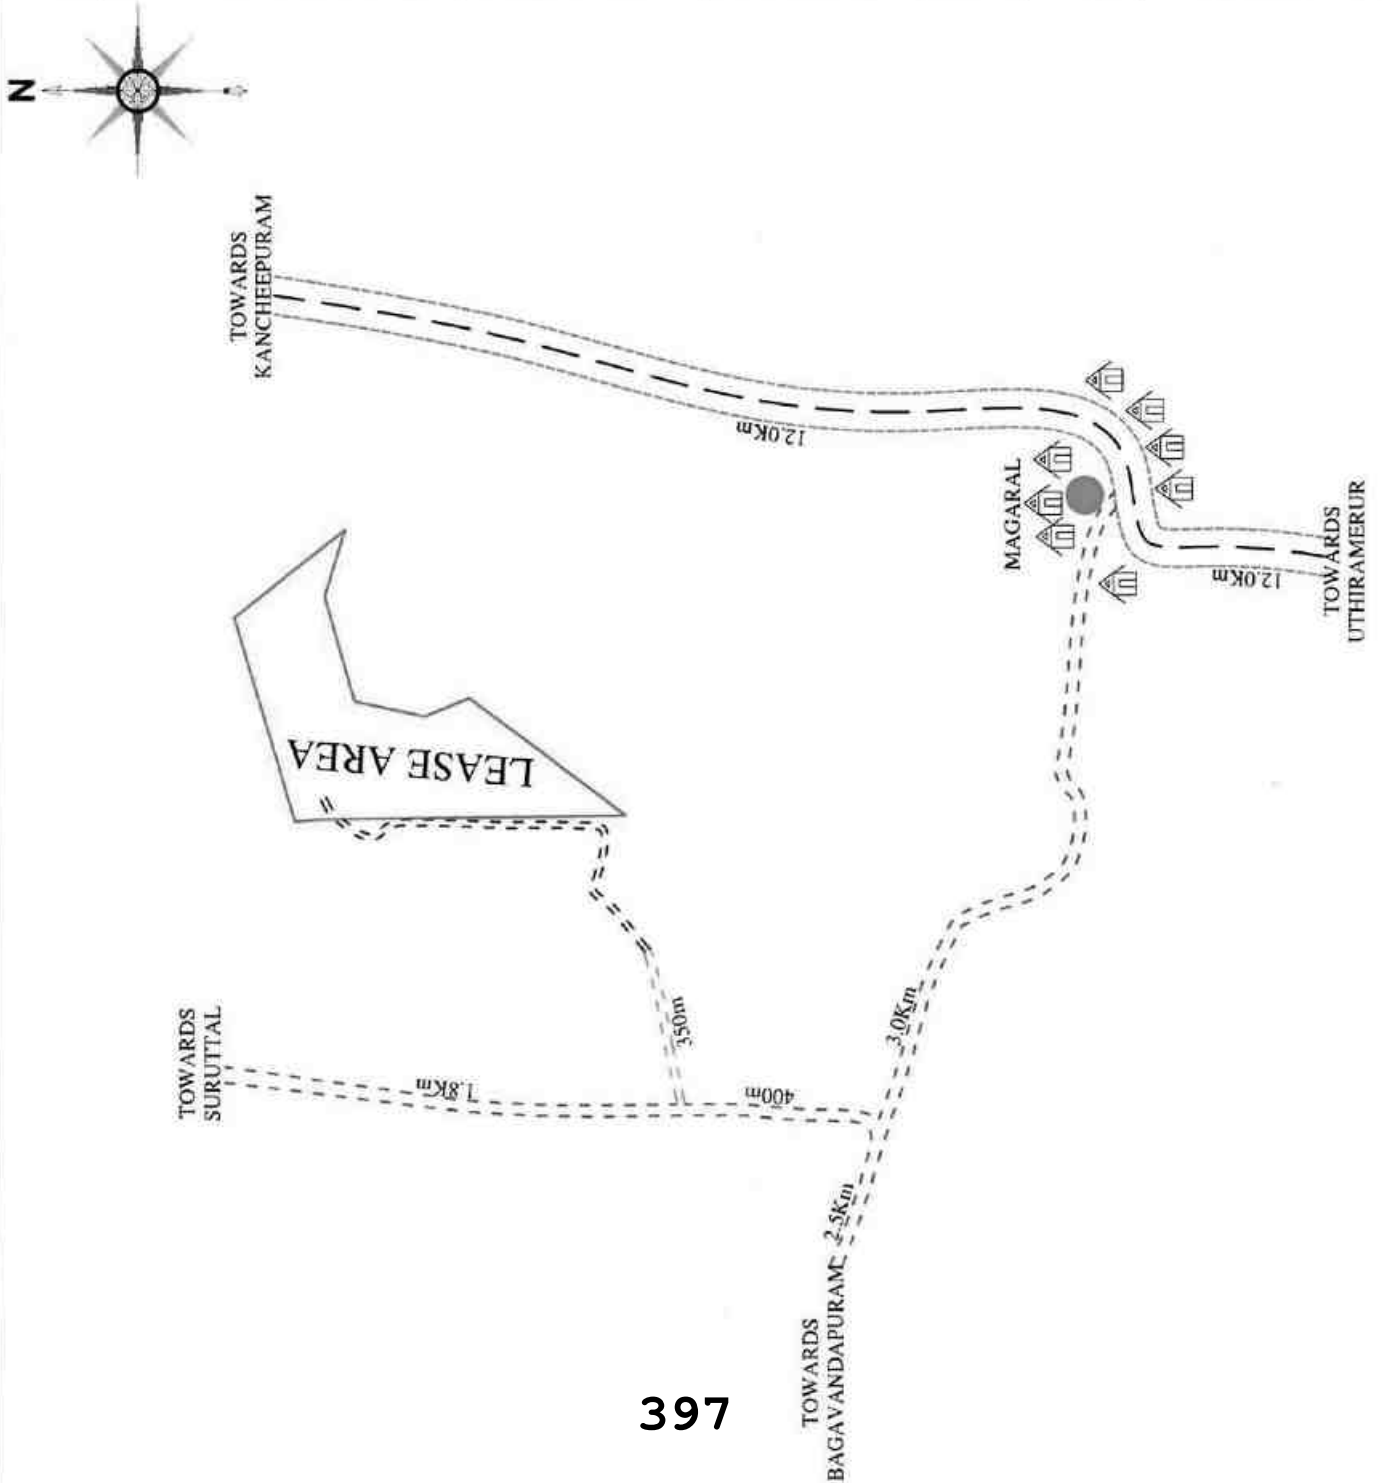 N
TOWARDS
KANCHEEPURAM
12.0Km
MAGARAL
12.0Km
TOWARDS
UTHIRAMERUR
LEASE AREA
350m
3.0Km
TOWARDS
SURUTTAL
1.8Km
400m
2.5Km
TOWARDS
BAGAVANDAPURAM
397